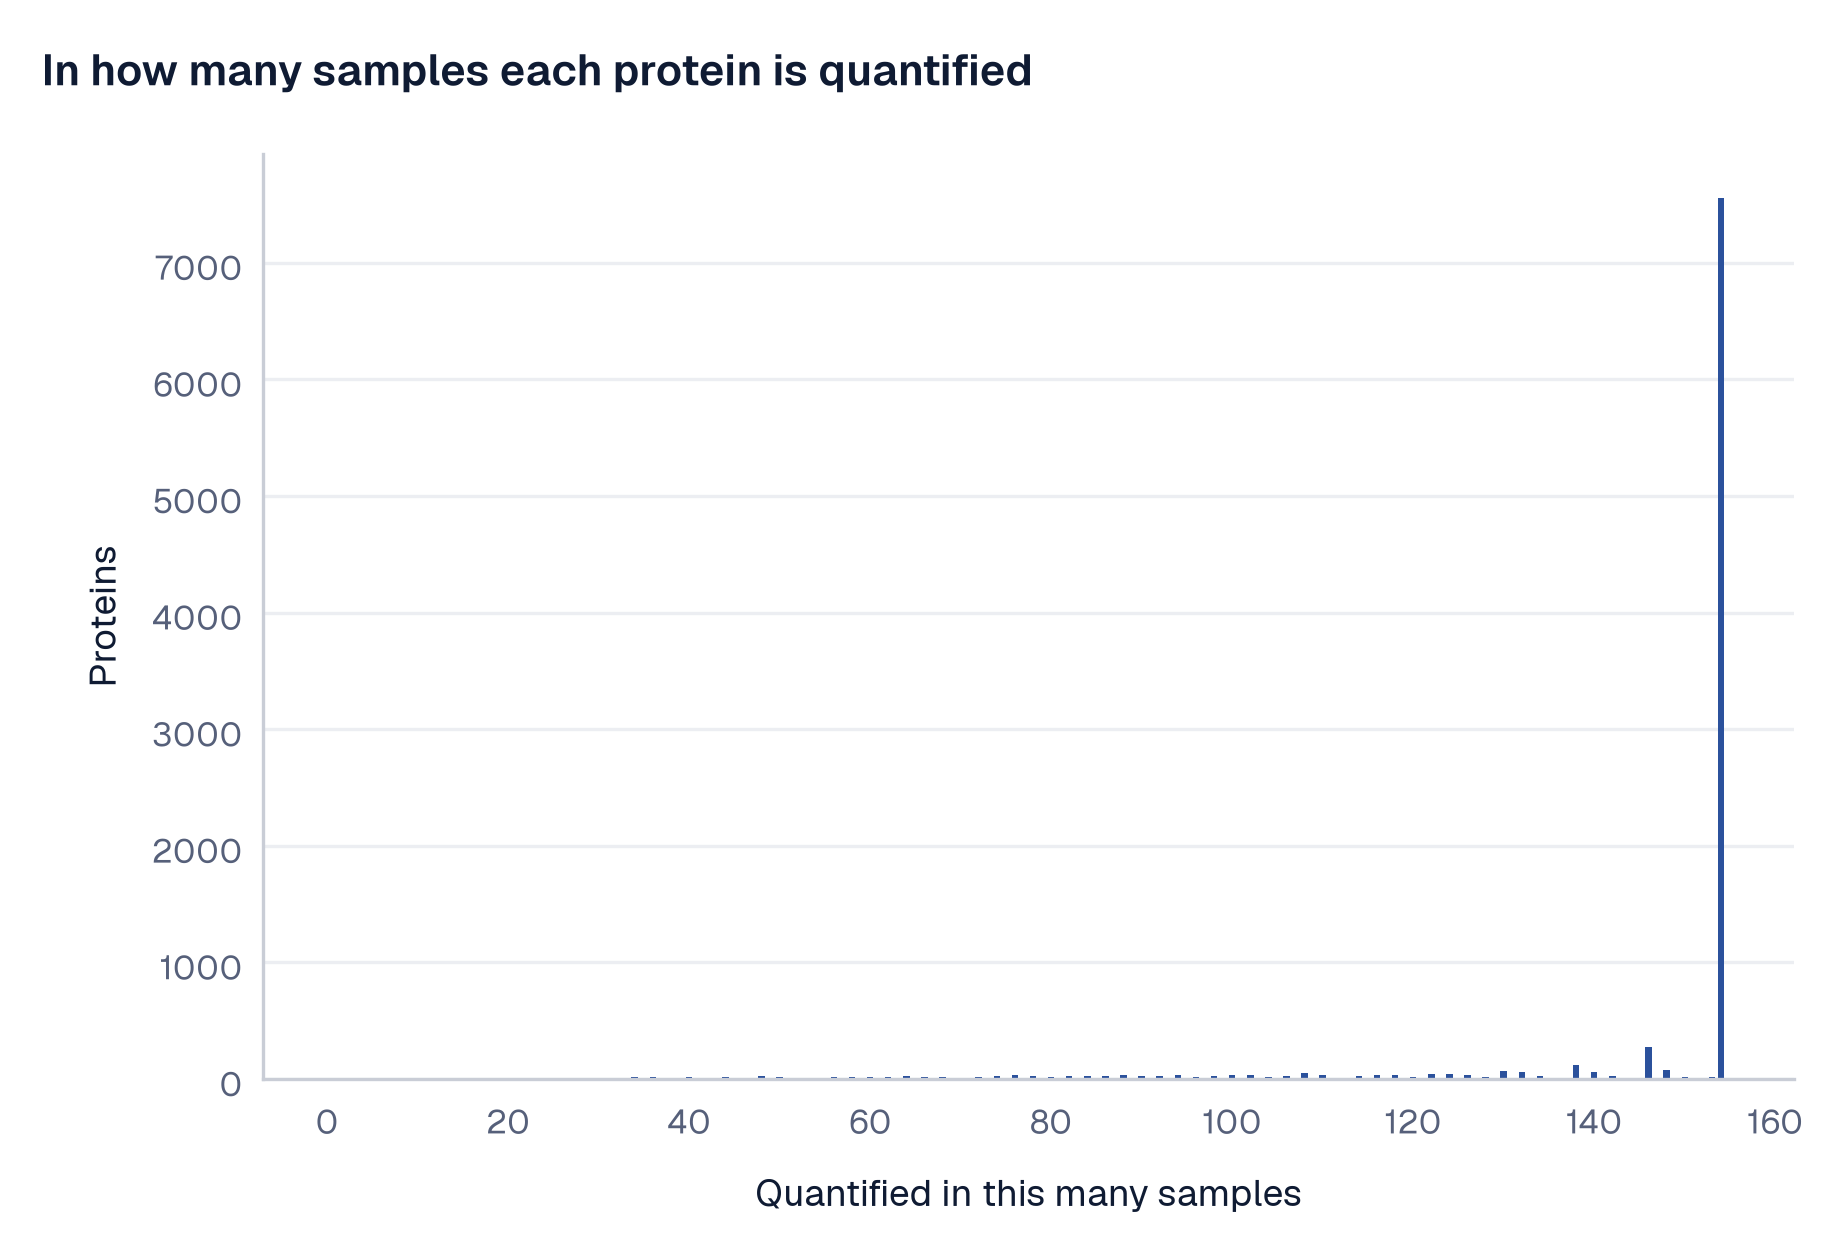 In how many samples each protein is quantified
7000
6000
5000
4000
3000
2000
1000
0
Proteins
0 20 40 60 80 100 120 140 160
Quantified in this many samples